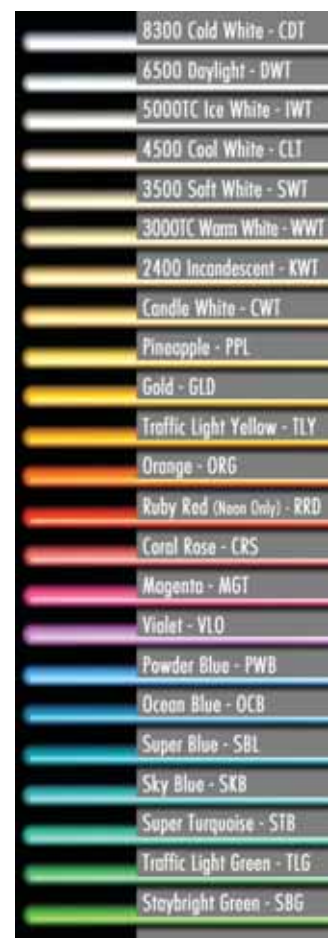 8300 Cold White - CDT
6500 Daylight - DWT
5000TC Ice White - IWT
4500 Cool White - CLT
3500 Soft White - SWT
3000TC Warm White - WWT
2400 Incandescent - KWT
Candle White - CWT
Pineapple - PPL
Gold - GLD
Traffic Light Yellow - TLY
Orange - ORG
Ruby Red (Neon Only) - RRD
Coral Rose - CRS
Magenta - MGT
Violet - VLO
Powder Blue - PWB
Ocean Blue - OCB
Super Blue - SBL
Sky Blue - SKB
Super Turquoise - STB
Traffic Light Green - TLG
Staybright Green - SBG